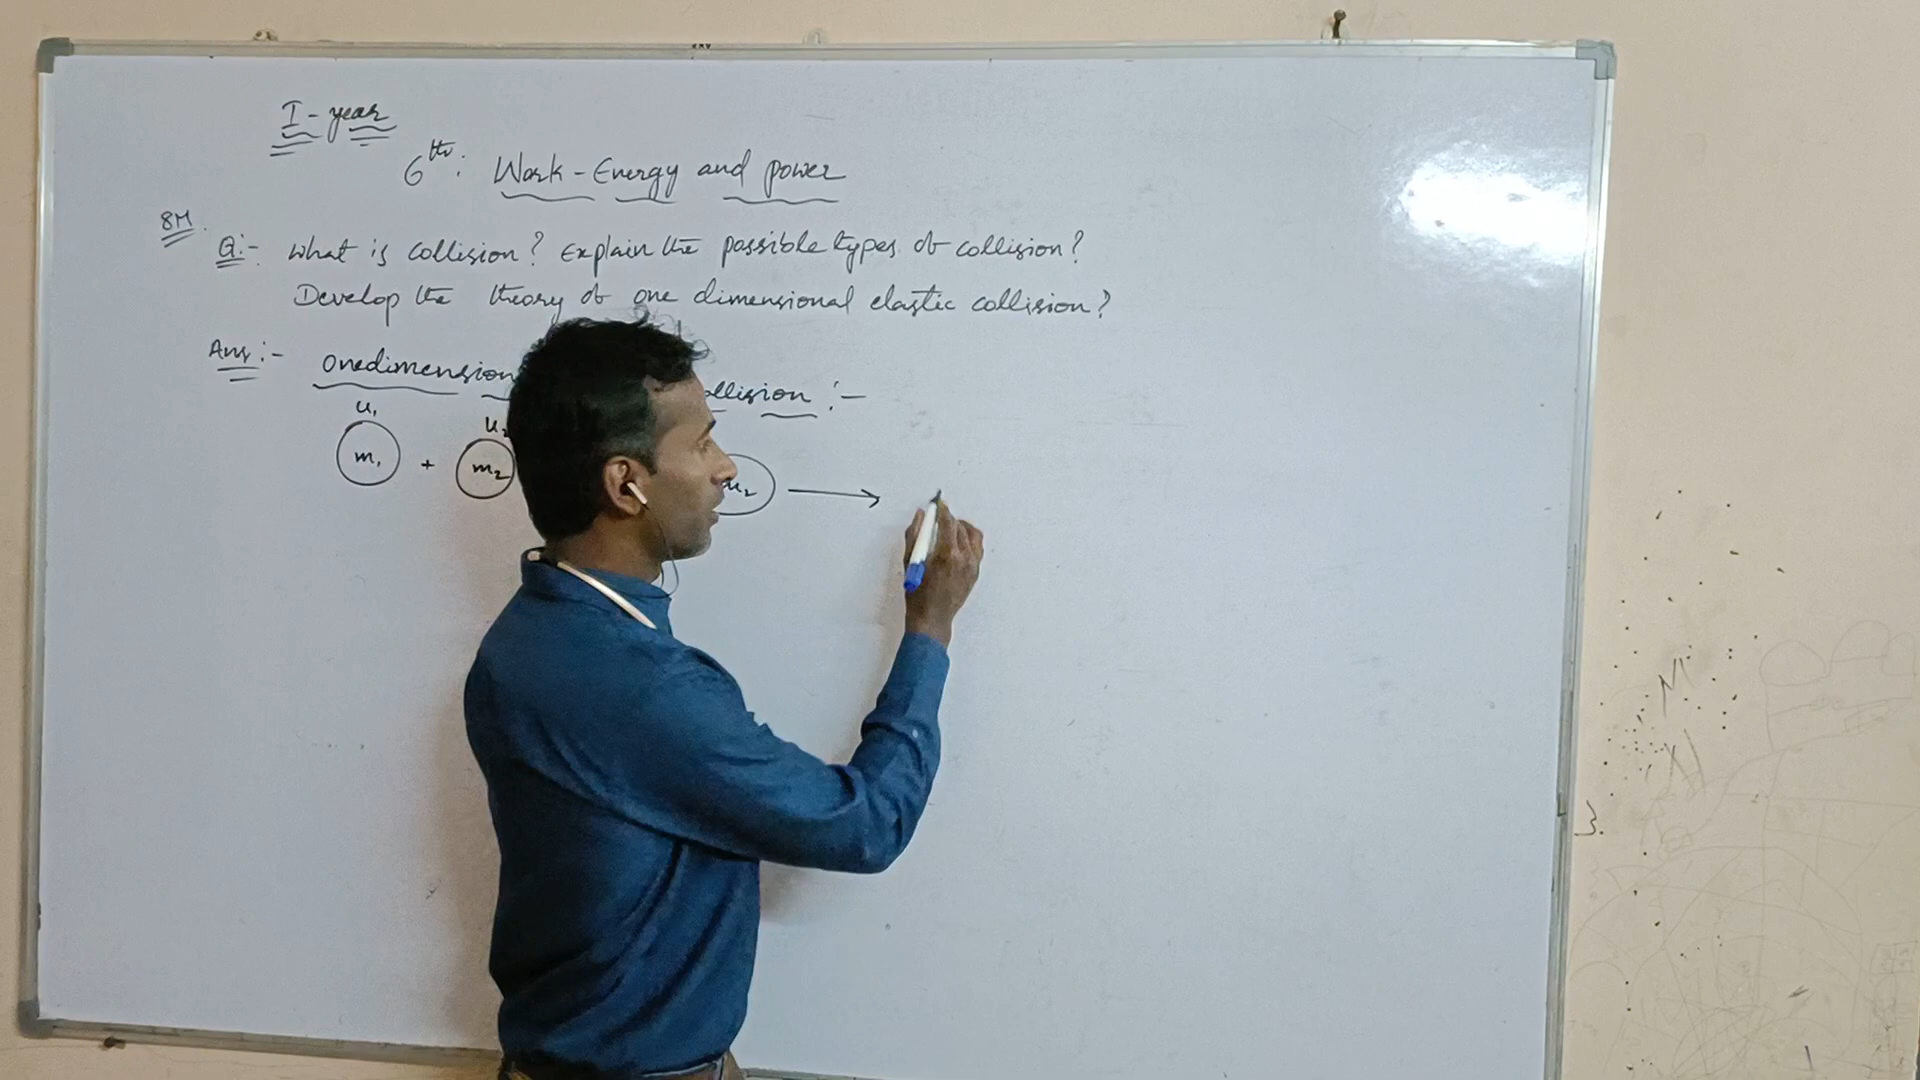 I - year
6th: Work - Energy and power
8M.
Q:- What is collision? Explain the possible types of collision?
Develop the theory of one dimensional elastic collision?
Ans:- Onedimension ollision :-
u1 u2
m1 + m2